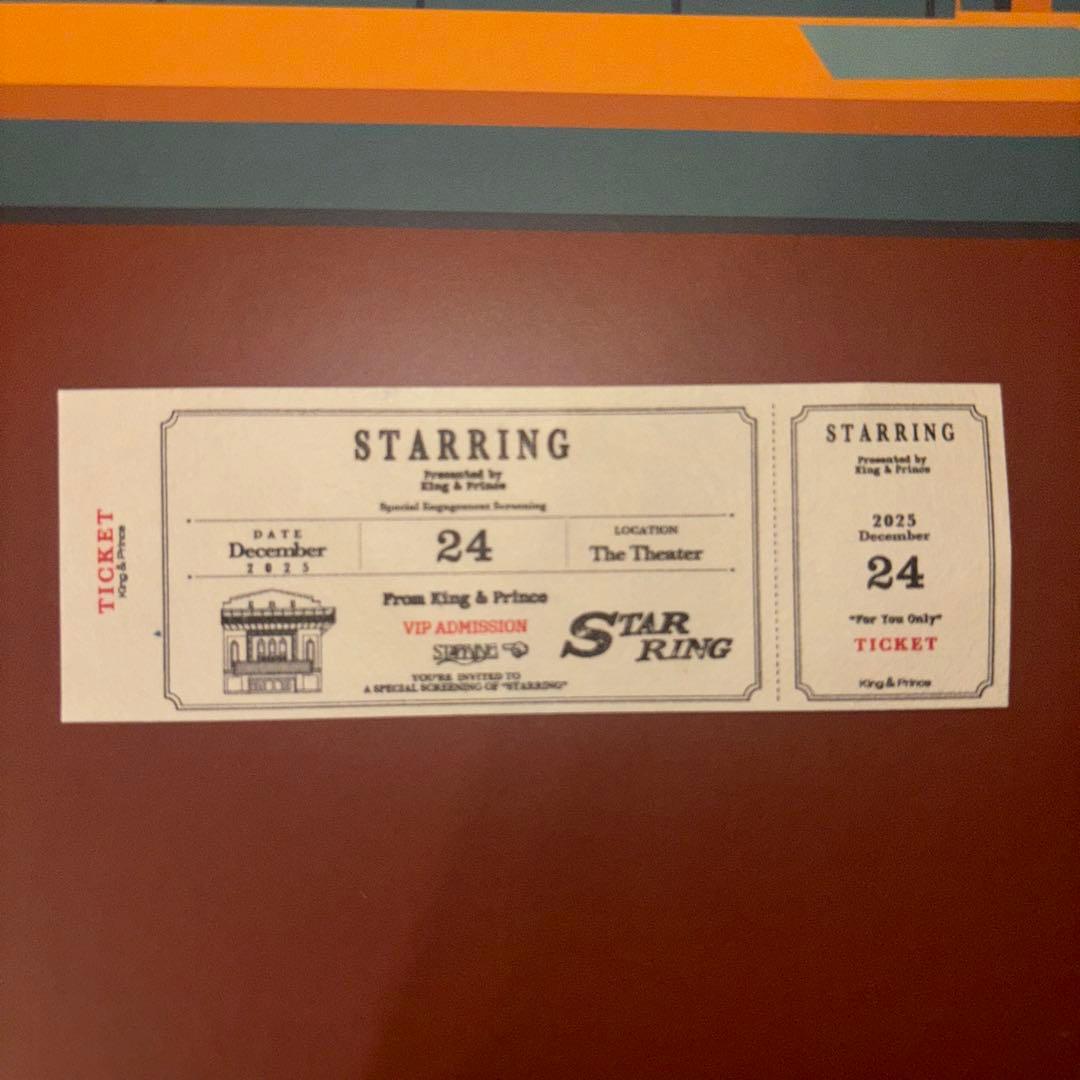 TICKET
King & Prince
STARRING
Presented by
King & Prince
Special Engagement Screening
DATE
December
2025
24
LOCATION
The Theater
From King & Prince
VIP ADMISSION
STARRING
YOU'RE INVITED TO
A SPECIAL SCREENING OF "STARRING"
STAR
RING
STARRING
Presented by
King & Prince
2025
December
24
"For You Only"
TICKET
King & Prince